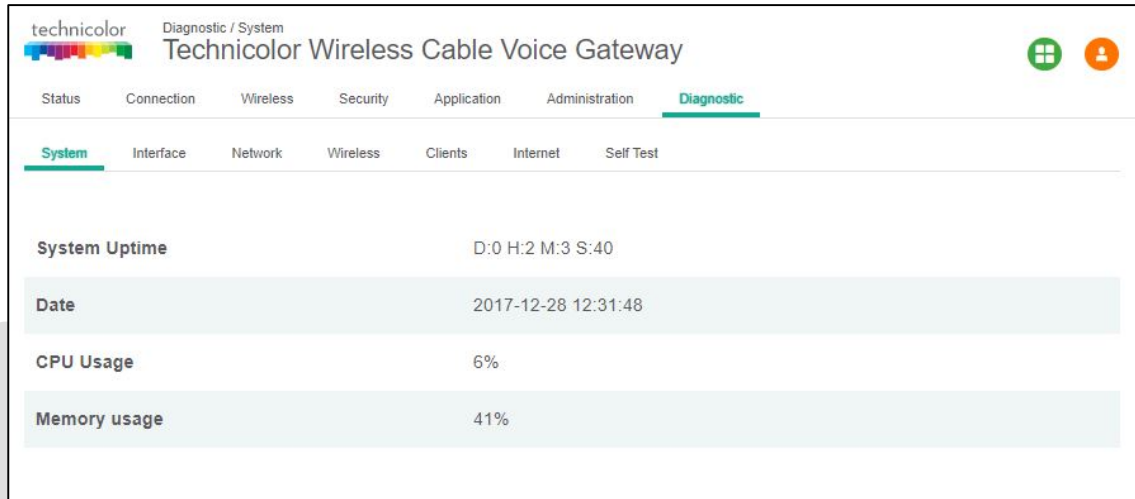 technicolor
Diagnostic / System
Technicolor Wireless Cable Voice Gateway
Status Connection Wireless Security Application Administration Diagnostic
System Interface Network Wireless Clients Internet Self Test
System Uptime D:0 H:2 M:3 S:40
Date 2017-12-28 12:31:48
CPU Usage 6%
Memory usage 41%